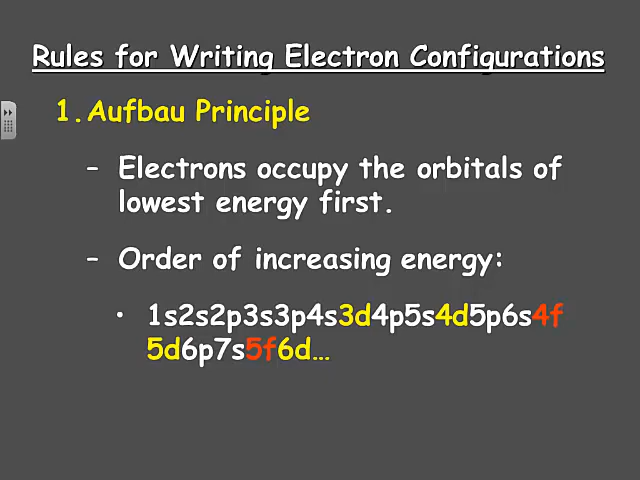 Rules for Writing Electron Configurations
1. Aufbau Principle
– Electrons occupy the orbitals of
lowest energy first.
– Order of increasing energy:
• 1s2s2p3s3p4s3d4p5s4d5p6s4f
5d6p7s5f6d...